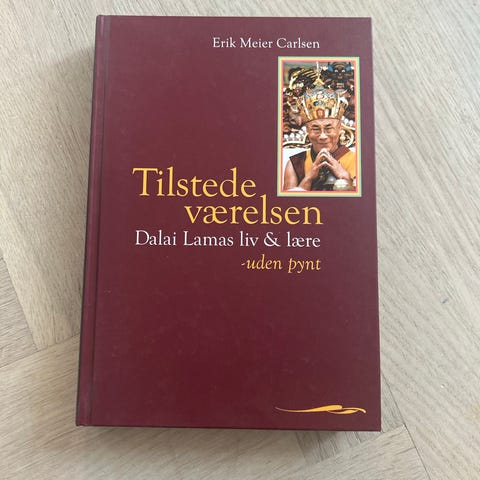 Erik Meier Carlsen
Tilstede
værelsen
Dalai Lamas liv & lære
-uden pynt